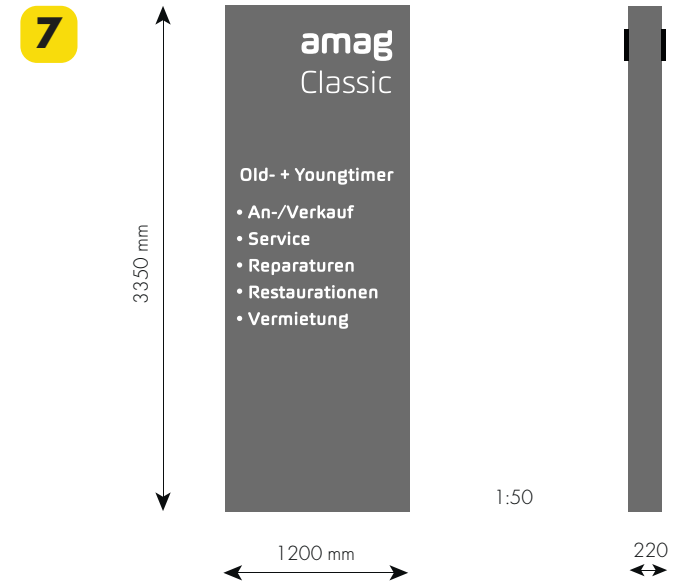 7
amag
Classic
Old- + Youngtimer
• An-/Verkauf
• Service
• Reparaturen
• Restaurationen
• Vermietung
3350 mm
1:50
1200 mm
220